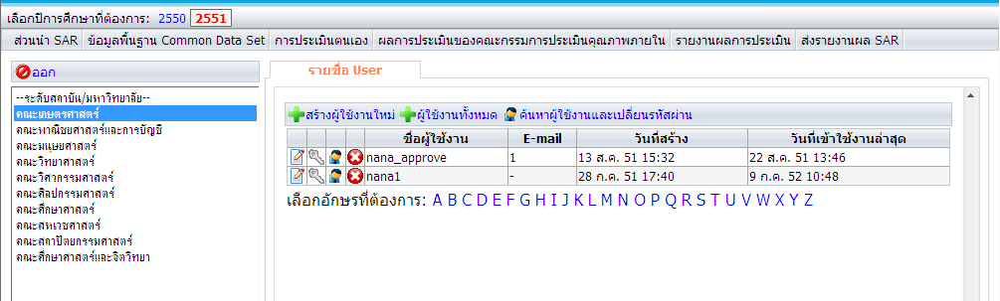 เลือกปีการศึกษาที่ต้องการ: 2550 2551
ส่วนนำ SAR ข้อมูลพื้นฐาน Common Data Set การประเมินตนเอง ผลการประเมินของคณะกรรมการประเมินคุณภาพภายใน รายงานผลการประเมิน ส่งรายงานผล SAR
ออก
--ระดับสถาบัน/มหาวิทยาลัย--
คณะเกษตรศาสตร์
คณะพาณิชยศาสตร์และการบัญชี
คณะมนุษยศาสตร์
คณะวิทยาศาสตร์
คณะวิศวกรรมศาสตร์
คณะศิลปกรรมศาสตร์
คณะศึกษาศาสตร์
คณะสหเวชศาสตร์
คณะสถาปัตยกรรมศาสตร์
คณะศึกษาศาสตร์และจิตวิทยา
รายชื่อ User
สร้างผู้ใช้งานใหม่ ผู้ใช้งานทั้งหมด ค้นหาผู้ใช้งานและเปลี่ยนรหัสผ่าน
ชื่อผู้ใช้งาน E-mail วันที่สร้าง วันที่เข้าใช้งานล่าสุด
nana_approve 1 13 ส.ค. 51 15:32 22 ส.ค. 51 13:46
nana1 - 28 ก.ค. 51 17:40 9 ก.ค. 52 10:48
เลือกอักษรที่ต้องการ: A B C D E F G H I J K L M N O P Q R S T U V W X Y Z